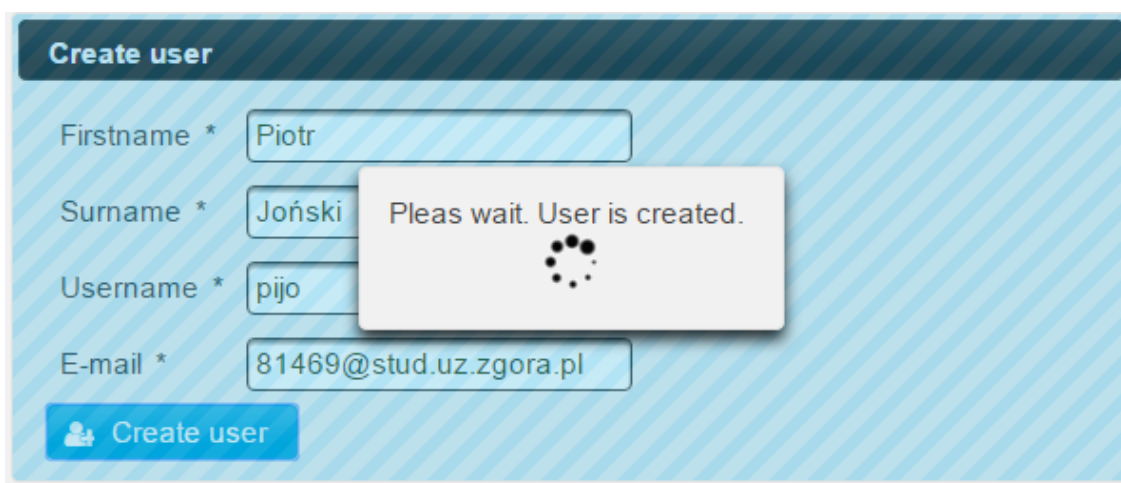 Create user
Firstname * Piotr
Surname * Joński
Pleas wait. User is created.
Username * pijo
E-mail * 81469@stud.uz.zgora.pl
Create user